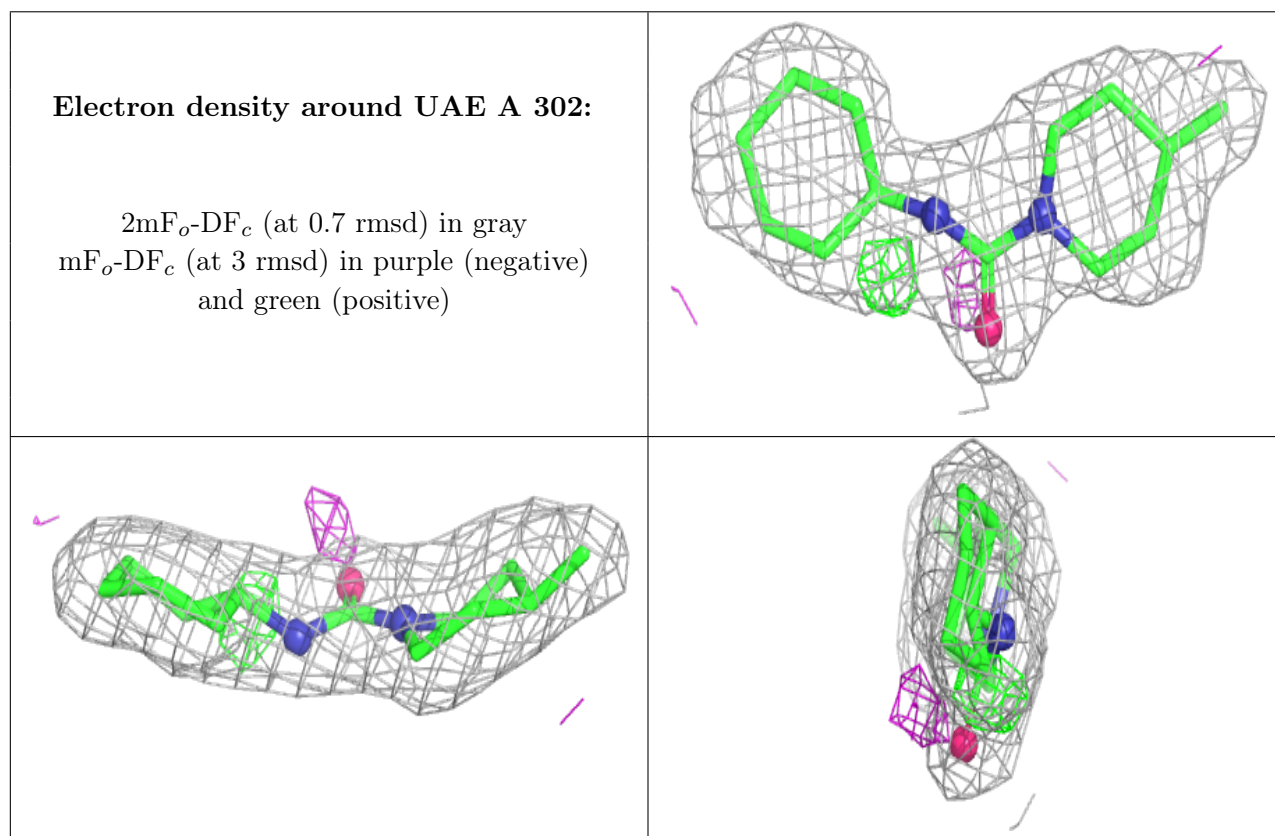 Electron density around UAE A 302:
2mFo-DFc (at 0.7 rmsd) in gray
mFo-DFc (at 3 rmsd) in purple (negative)
and green (positive)